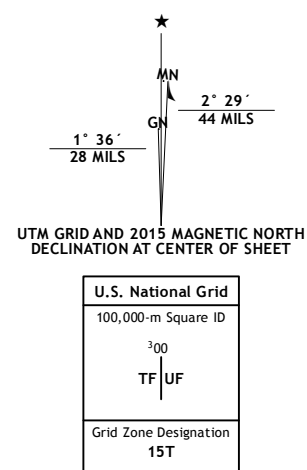 ★
MN
GN
2° 29´
44 MILS
1° 36´
28 MILS
UTM GRID AND 2015 MAGNETIC NORTH
DECLINATION AT CENTER OF SHEET
U.S. National Grid
100,000-m Square ID
³00
TF UF
Grid Zone Designation
15T